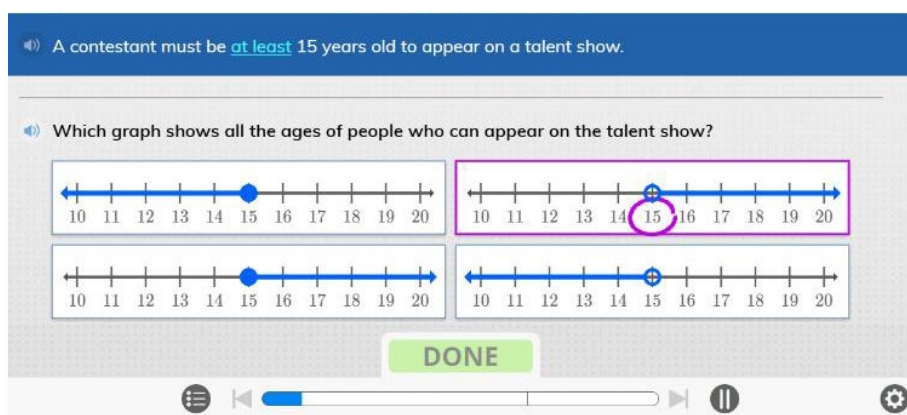 A contestant must be at least 15 years old to appear on a talent show.
Which graph shows all the ages of people who can appear on the talent show?
10 11 12 13 14 15 16 17 18 19 20
10 11 12 13 14 15 16 17 18 19 20
10 11 12 13 14 15 16 17 18 19 20
10 11 12 13 14 15 16 17 18 19 20
DONE